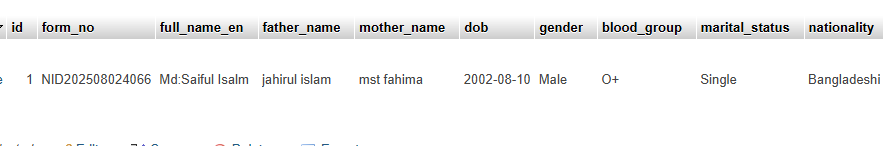 id form_no full_name_en father_name mother_name dob gender blood_group marital_status nationality
1 NID202508024066 Md:Saiful Isalm jahirul islam mst fahima 2002-08-10 Male O+ Single Bangladeshi